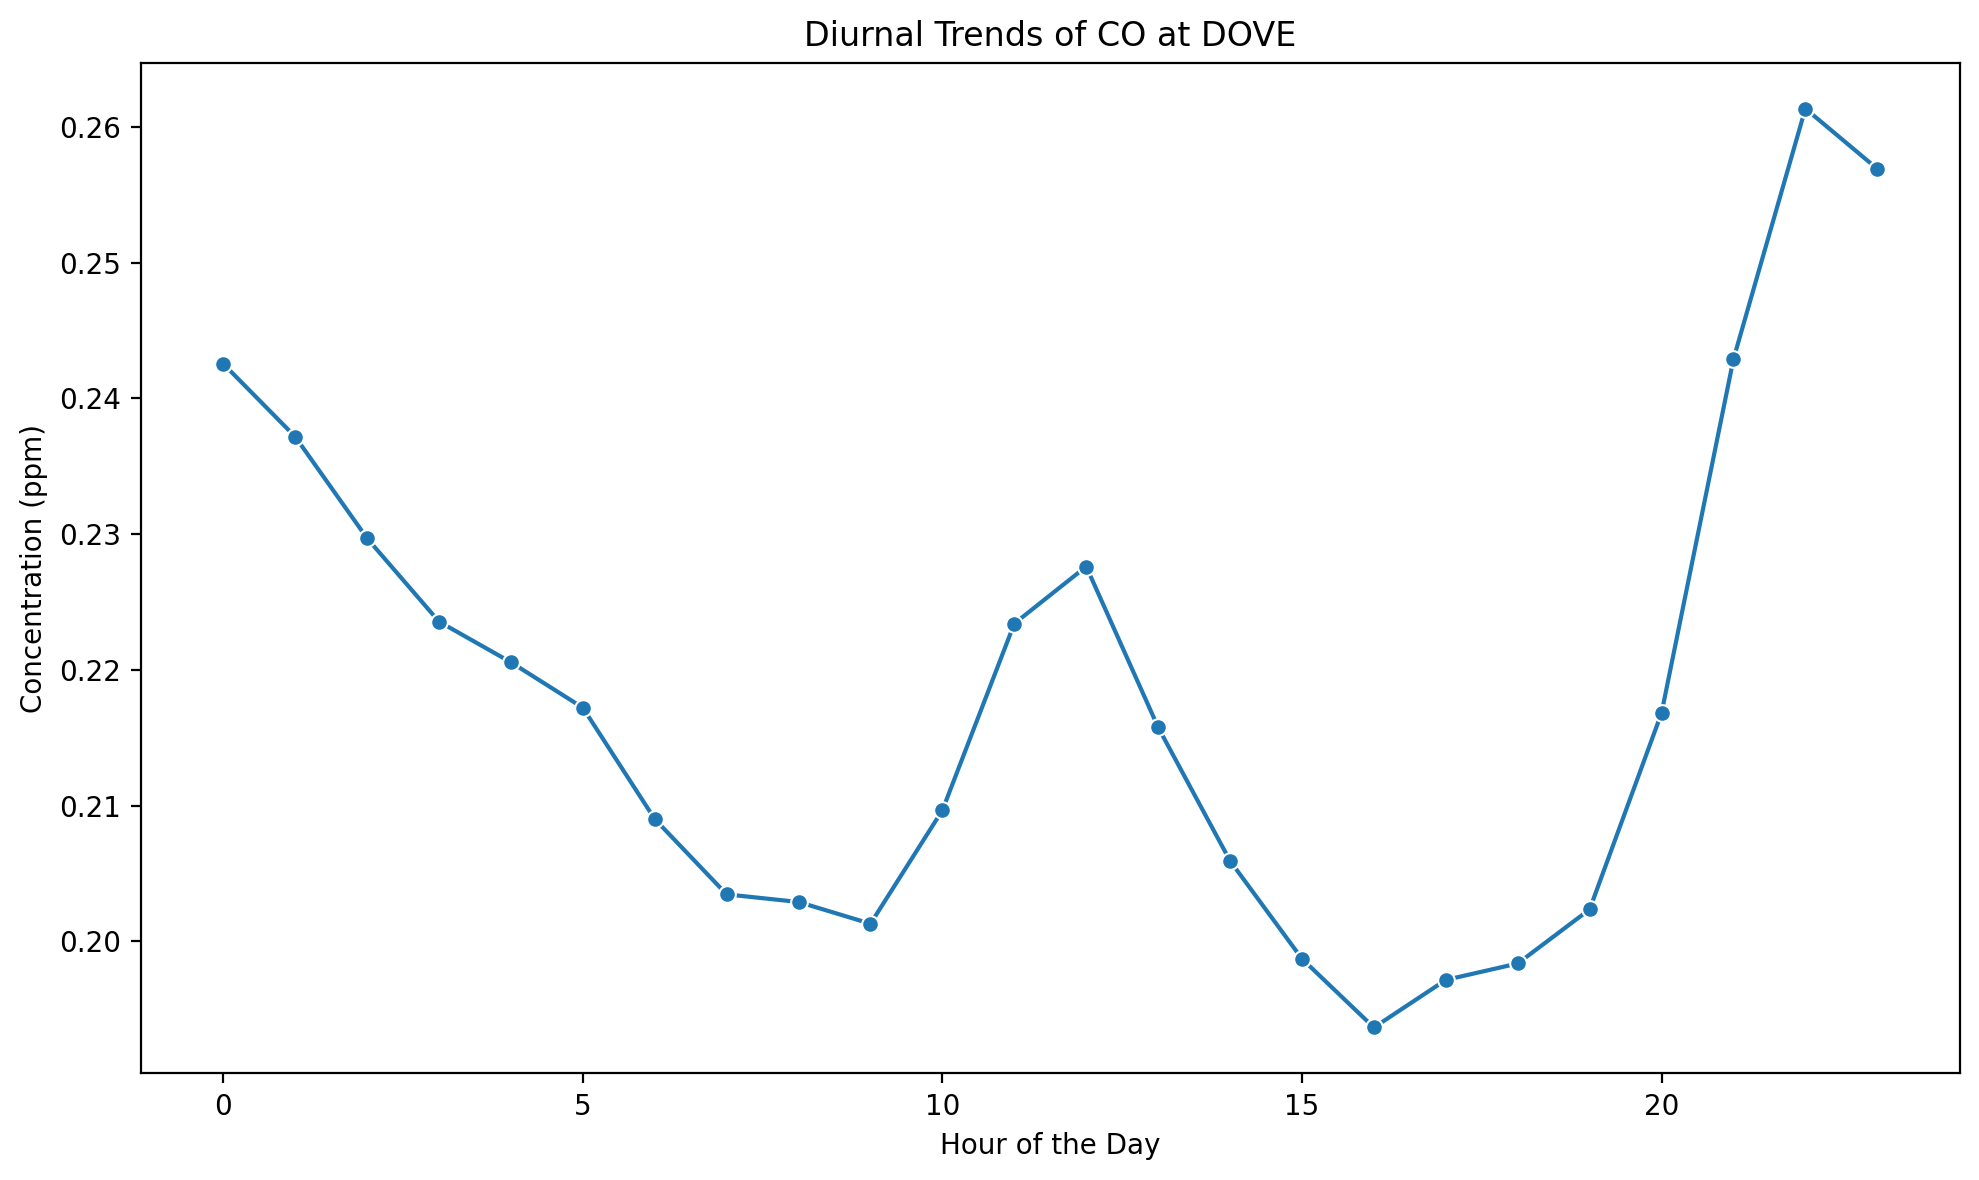 Diurnal Trends of CO at DOVE
Concentration (ppm)
0.26
0.25
0.24
0.23
0.22
0.21
0.20
0 5 10 15 20
Hour of the Day